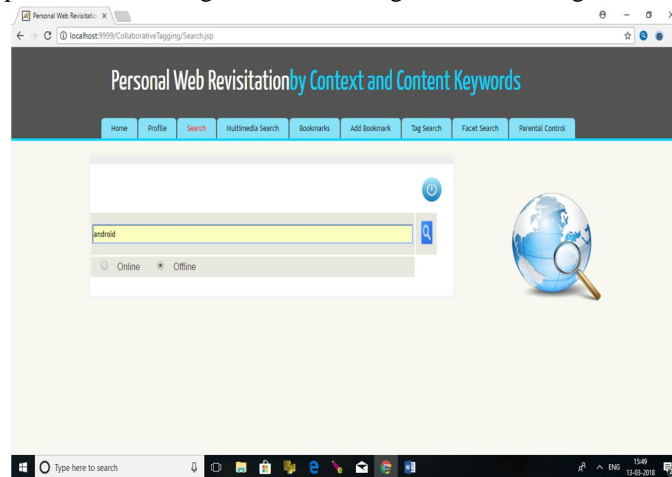 Personal Web Revisitatio
localhost:9999/CollaborativeTagging/Search.jsp
Personal Web Revisitationby Context and Content Keywords
Home Profile Search Multimedia Search Bookmarks Add Bookmark Tag Search Facet Search Parental Control
android
Online Offline
Type here to search
ENG
15:49
13-03-2018